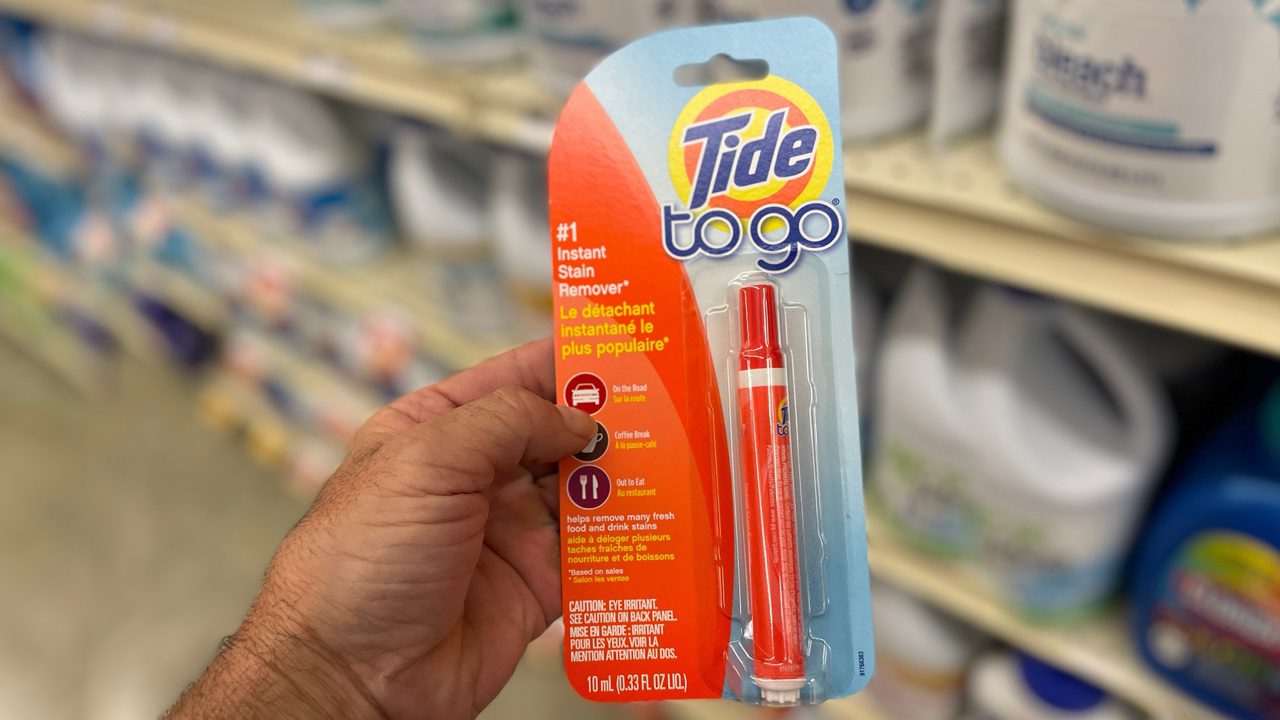 Tide
to go®
#1
Instant
Stain
Remover*
Le détachant
instantané le
plus populaire*
On the Road
Sur la route
Coffee Break
À la pause-café
Out to Eat
Au restaurant
helps remove many fresh
food and drink stains
aide à déloger plusieurs
taches fraîches de
nourriture et de boissons
*Based on sales
* Selon les ventes
CAUTION: EYE IRRITANT.
SEE CAUTION ON BACK PANEL.
MISE EN GARDE : IRRITANT
POUR LES YEUX. VOIR LA
MENTION ATTENTION AU DOS.
10 mL (0.33 FL OZ LIQ.)
Tide
to go
91768383
Bleach